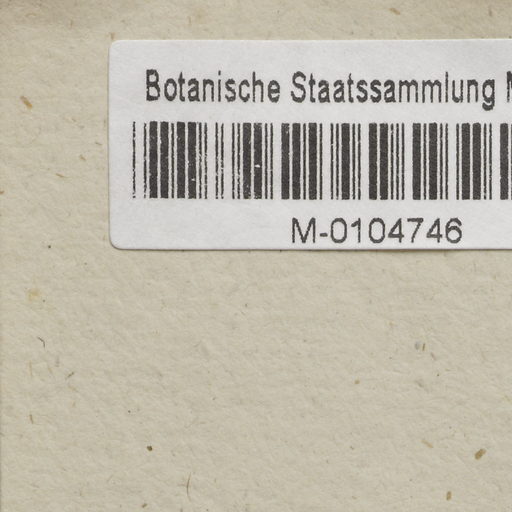 Botanische Staatssammlung
M-0104746